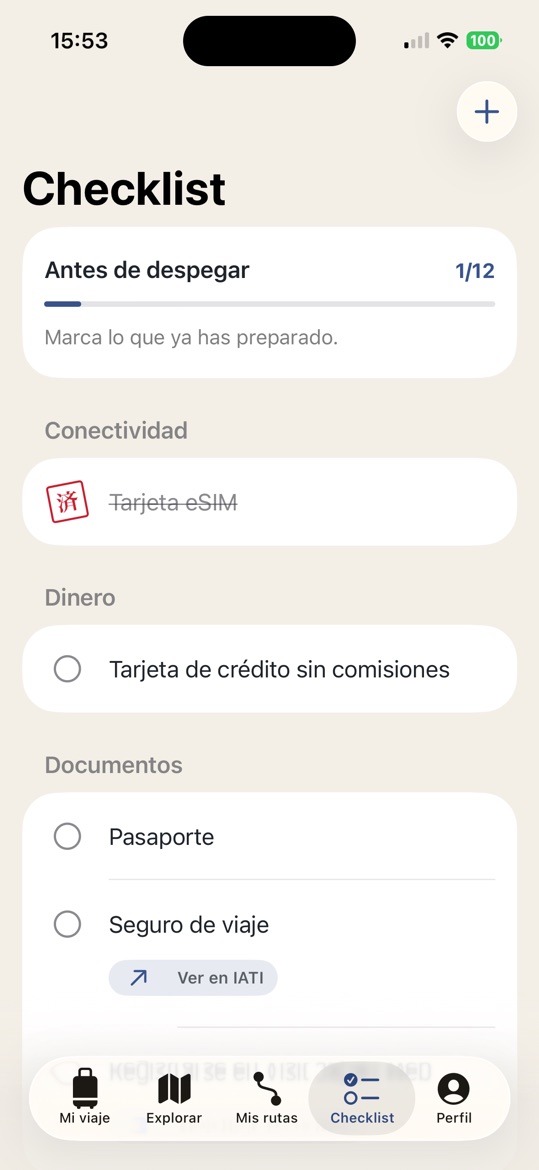 15:53
100
Checklist
Antes de despegar
1/12
Marca lo que ya has preparado.
Conectividad
済
Tarjeta eSIM
Dinero
Tarjeta de crédito sin comisiones
Documentos
Pasaporte
Seguro de viaje
Ver en IATI
Mi viaje
Explorar
Mis rutas
Checklist
Perfil